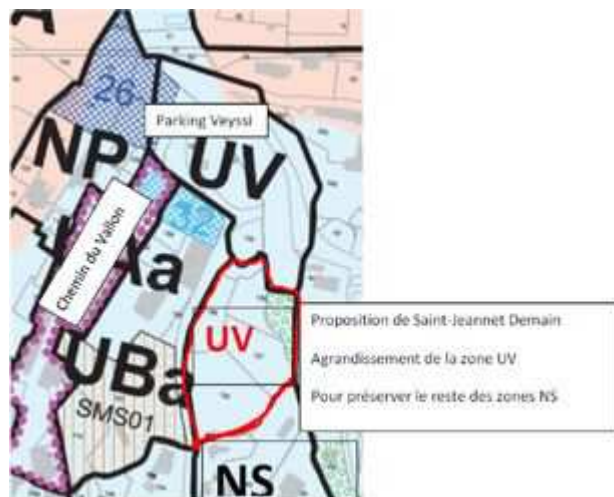 26
Parking Veyssi
NP
UV
32
Chemin du Vallon
UV
Proposition de Saint-Jeannet Demain
Agrandissement de la zone UV
Pour préserver le reste des zones NS
UBa
SMS01
NS